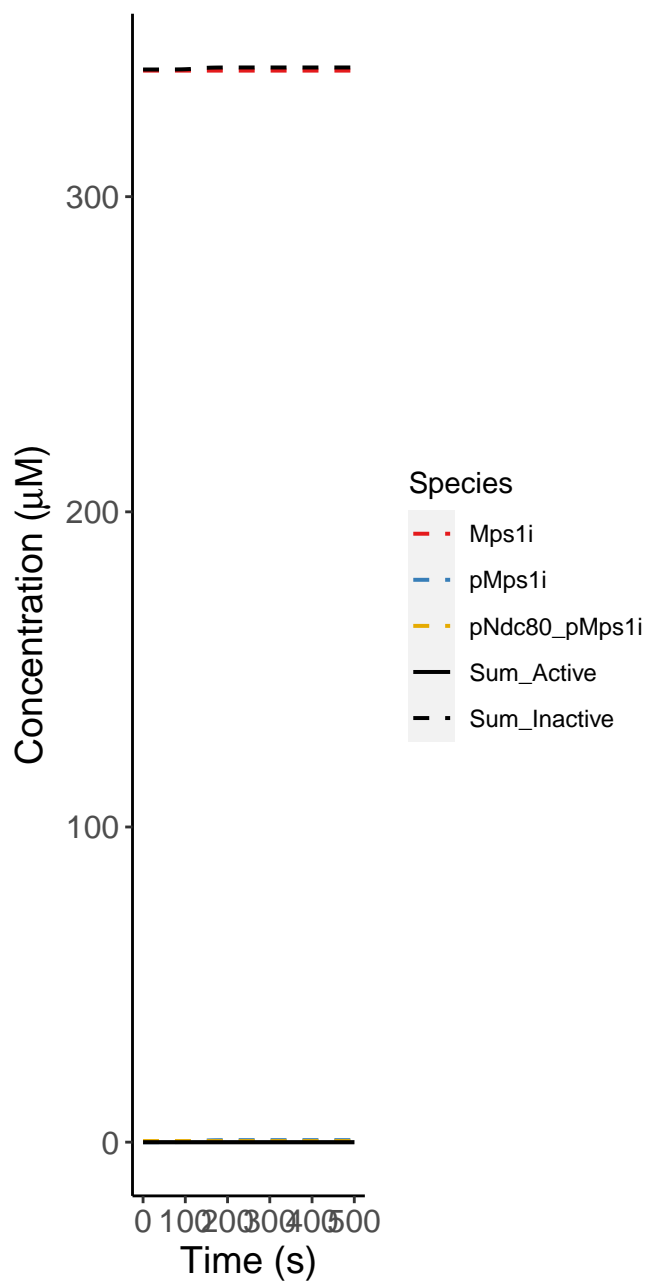 300
200
100
0
Concentration (μM)
0 100 200 300 400 500
Time (s)
Species
Mps1i
pMps1i
pNdc80_pMps1i
Sum_Active
Sum_Inactive